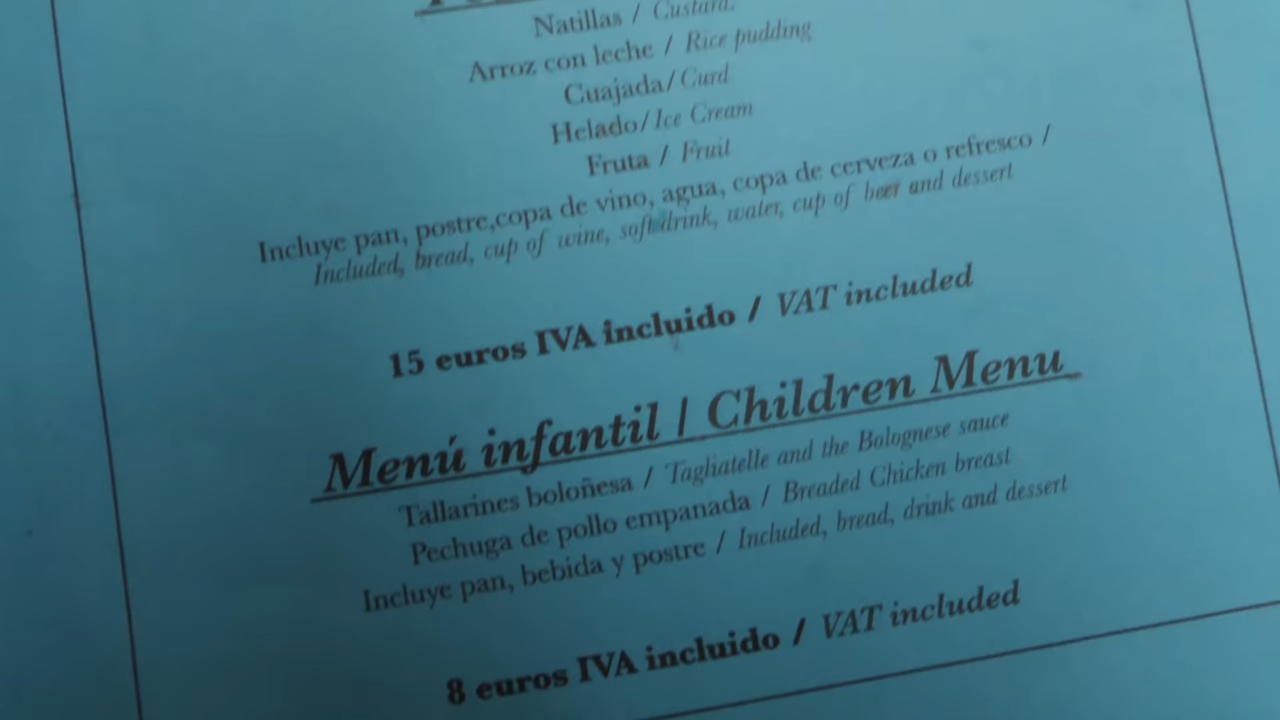 Natillas / Custard.
Arroz con leche / Rice pudding
Cuajada/ Curd
Helado/ Ice Cream
Fruta / Fruit
Incluye pan, postre,copa de vino, agua, copa de cerveza o refresco /
Included, bread, cup of wine, soft drink, water, cup of beer and dessert
15 euros IVA incluido / VAT included
Menú infantil / Children Menu
Tallarines boloñesa / Tagliatelle and the Bolognese sauce
Pechuga de pollo empanada / Breaded Chicken breast
Incluye pan, bebida y postre / Included, bread, drink and dessert
8 euros IVA incluido / VAT included